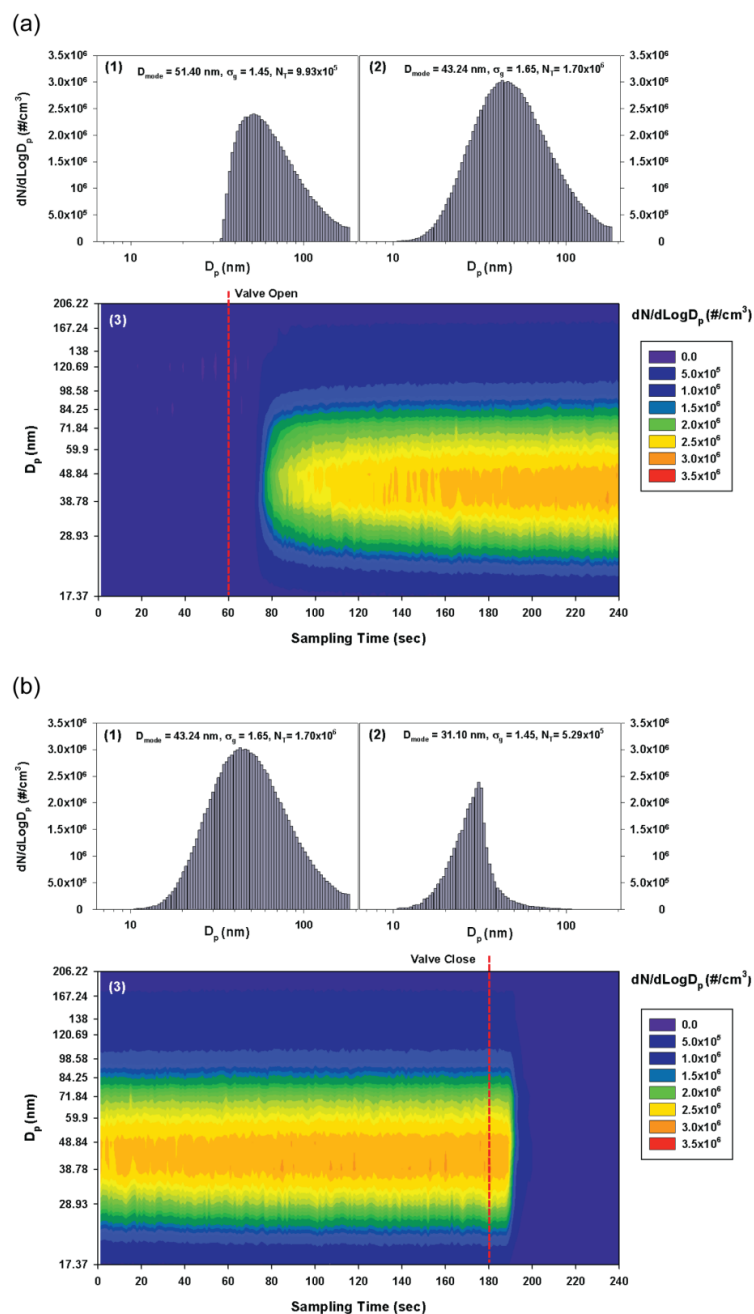 (a)
3.5x10⁶
3.0x10⁶
2.5x10⁶
2.0x10⁶
1.5x10⁶
10⁶
5.0x10⁵
0
dN/dLogDₚ (#/cm³)
(1)
D_mode = 51.40 nm, σ_g = 1.45, N_T = 9.93x10⁵
10
100
Dₚ (nm)
(2)
D_mode = 43.24 nm, σ_g = 1.65, N_T = 1.70x10⁶
10
100
Dₚ (nm)
3.5x10⁶
3.0x10⁶
2.5x10⁶
2.0x10⁶
1.5x10⁶
10⁶
5.0x10⁵
0
Valve Open
(3)
206.22
167.24
138
120.69
98.58
84.25
71.84
59.9
48.84
38.78
28.93
17.37
Dₚ (nm)
0 20 40 60 80 100 120 140 160 180 200 220 240
Sampling Time (sec)
dN/dLogDₚ (#/cm³)
0.0
5.0x10⁵
1.0x10⁶
1.5x10⁶
2.0x10⁶
2.5x10⁶
3.0x10⁶
3.5x10⁶
(b)
3.5x10⁶
3.0x10⁶
2.5x10⁶
2.0x10⁶
1.5x10⁶
10⁶
5.0x10⁵
0
dN/dLogDₚ (#/cm³)
(1)
D_mode = 43.24 nm, σ_g = 1.65, N_T = 1.70x10⁶
10
100
Dₚ (nm)
(2)
D_mode = 31.10 nm, σ_g = 1.45, N_T = 5.29x10⁵
10
100
Dₚ (nm)
3.5x10⁶
3.0x10⁶
2.5x10⁶
2.0x10⁶
1.5x10⁶
10⁶
5.0x10⁵
0
Valve Close
(3)
206.22
167.24
138
120.69
98.58
84.25
71.84
59.9
48.84
38.78
28.93
17.37
Dₚ (nm)
0 20 40 60 80 100 120 140 160 180 200 220 240
Sampling Time (sec)
dN/dLogDₚ (#/cm³)
0.0
5.0x10⁵
1.0x10⁶
1.5x10⁶
2.0x10⁶
2.5x10⁶
3.0x10⁶
3.5x10⁶